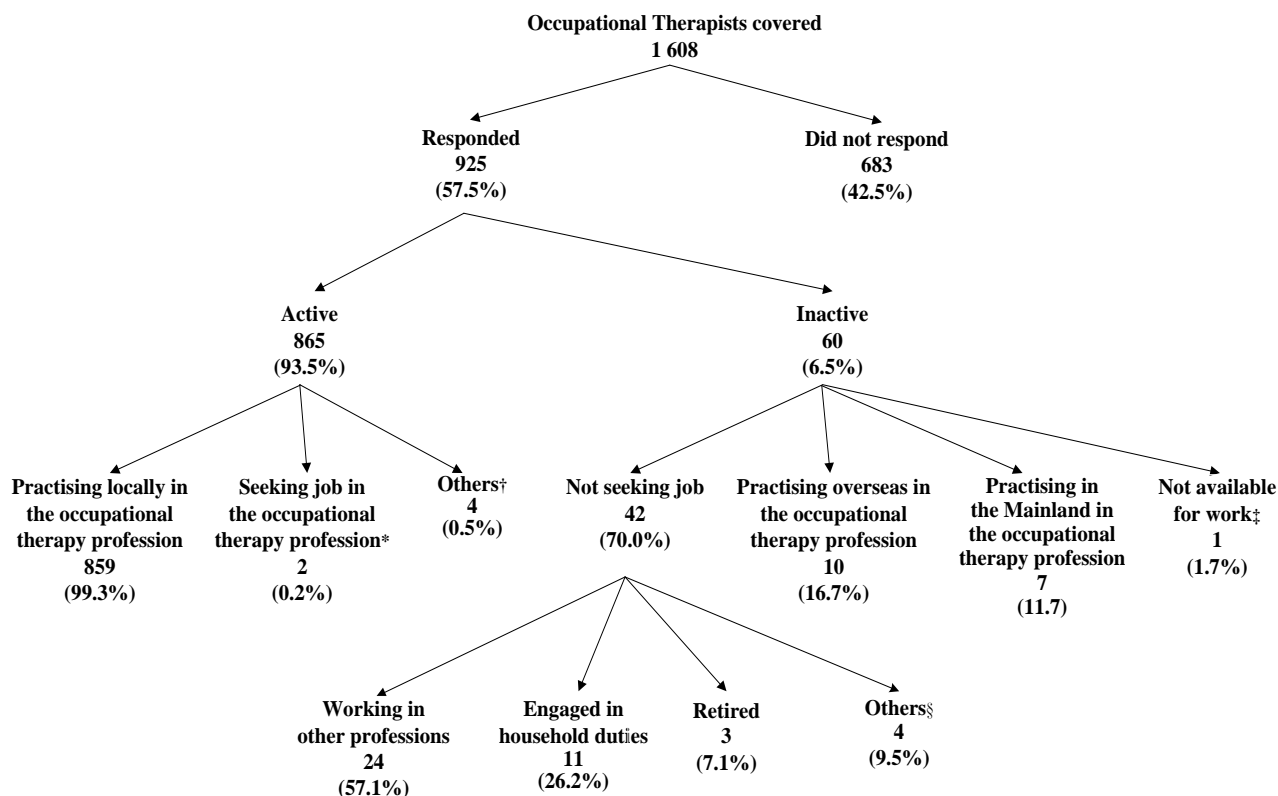 Occupational Therapists covered
1 608
Responded
925
(57.5%)
Did not respond
683
(42.5%)
Active
865
(93.5%)
Inactive
60
(6.5%)
Practising locally in
the occupational
therapy profession
859
(99.3%)
Seeking job in
the occupational
therapy profession*
2
(0.2%)
Others†
4
(0.5%)
Not seeking job
42
(70.0%)
Practising overseas in
the occupational
therapy profession
10
(16.7%)
Practising in
the Mainland in
the occupational
therapy profession
7
(11.7)
Not available
for work‡
1
(1.7%)
Working in
other professions
24
(57.1%)
Engaged in
household duties
11
(26.2%)
Retired
3
(7.1%)
Others§
4
(9.5%)